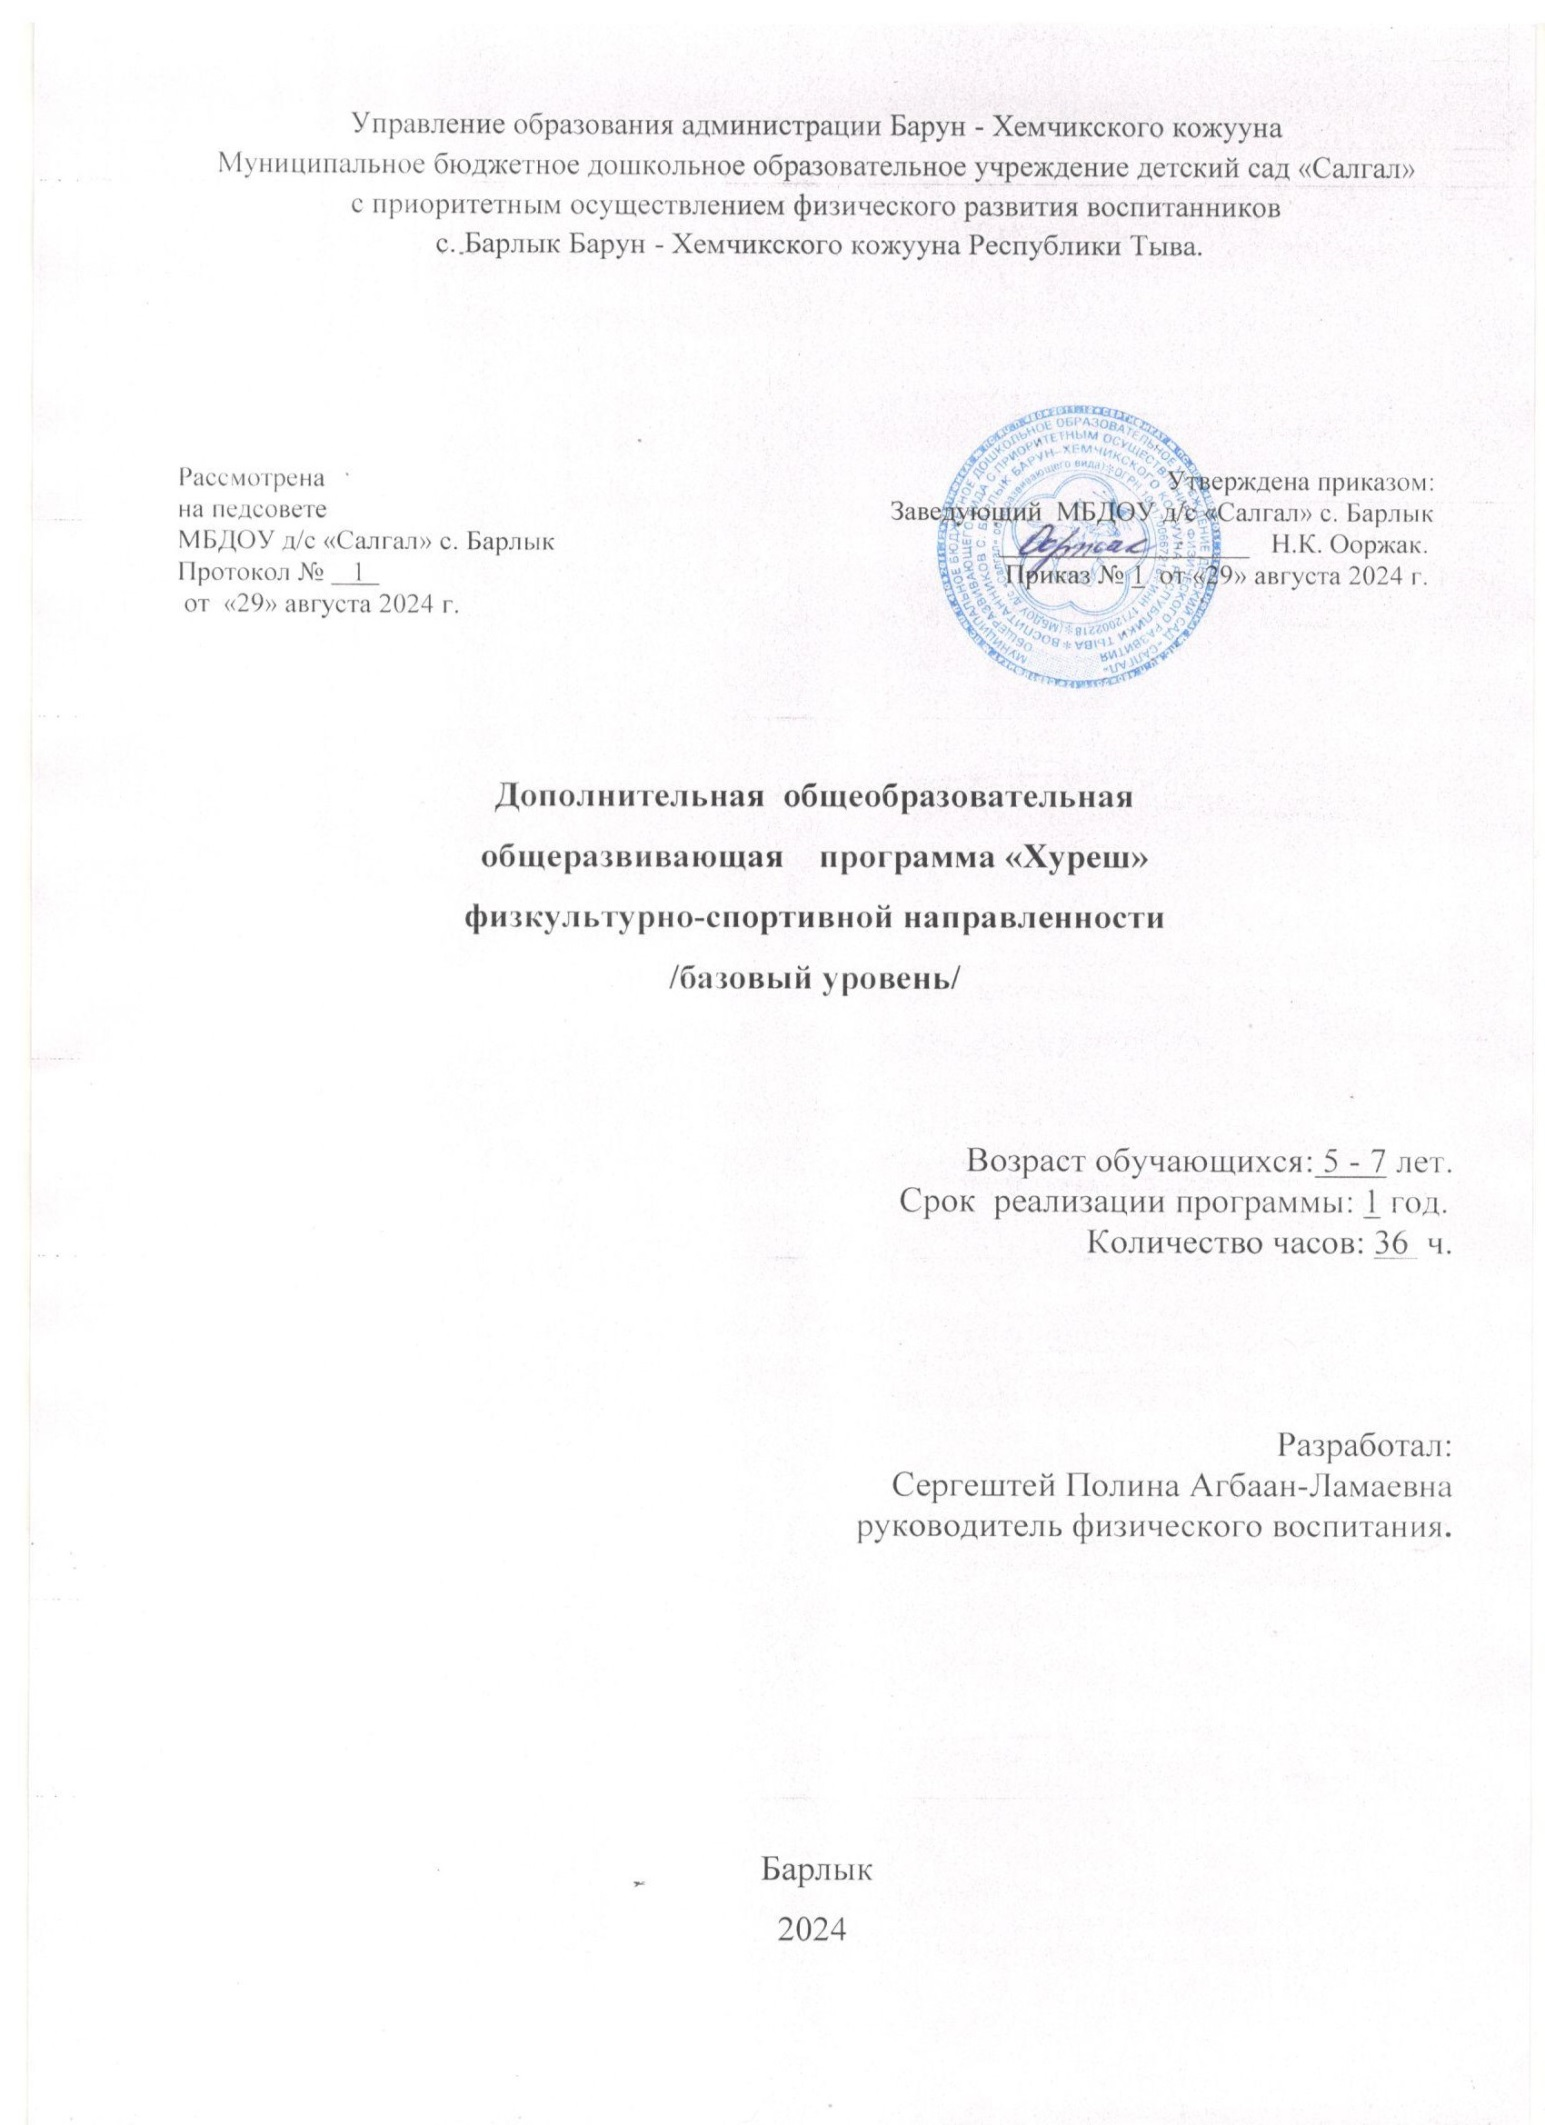 Управление образования администрации Барун - Хемчикского кожууна
Муниципальное бюджетное дошкольное образовательное учреждение детский сад «Салгал»
с приоритетным осуществлением физического развития воспитанников
с. Барлык Барун - Хемчикского кожууна Республики Тыва.
Рассмотрена
на педсовете
МБДОУ д/с «Салгал» с. Барлык
Протокол № 1
от «29» августа 2024 г.
Утверждена приказом:
Заведующий МБДОУ д/с «Салгал» с. Барлык
Ооржак Н.К. Ооржак.
Приказ № 1 от «29» августа 2024 г.
Дополнительная общеобразовательная
общеразвивающая программа «Хуреш»
физкультурно-спортивной направленности
/базовый уровень/
Возраст обучающихся: 5 - 7 лет.
Срок реализации программы: 1 год.
Количество часов: 36 ч.
Разработал:
Сергештей Полина Агбаан-Ламаевна
руководитель физического воспитания.
Барлык
2024